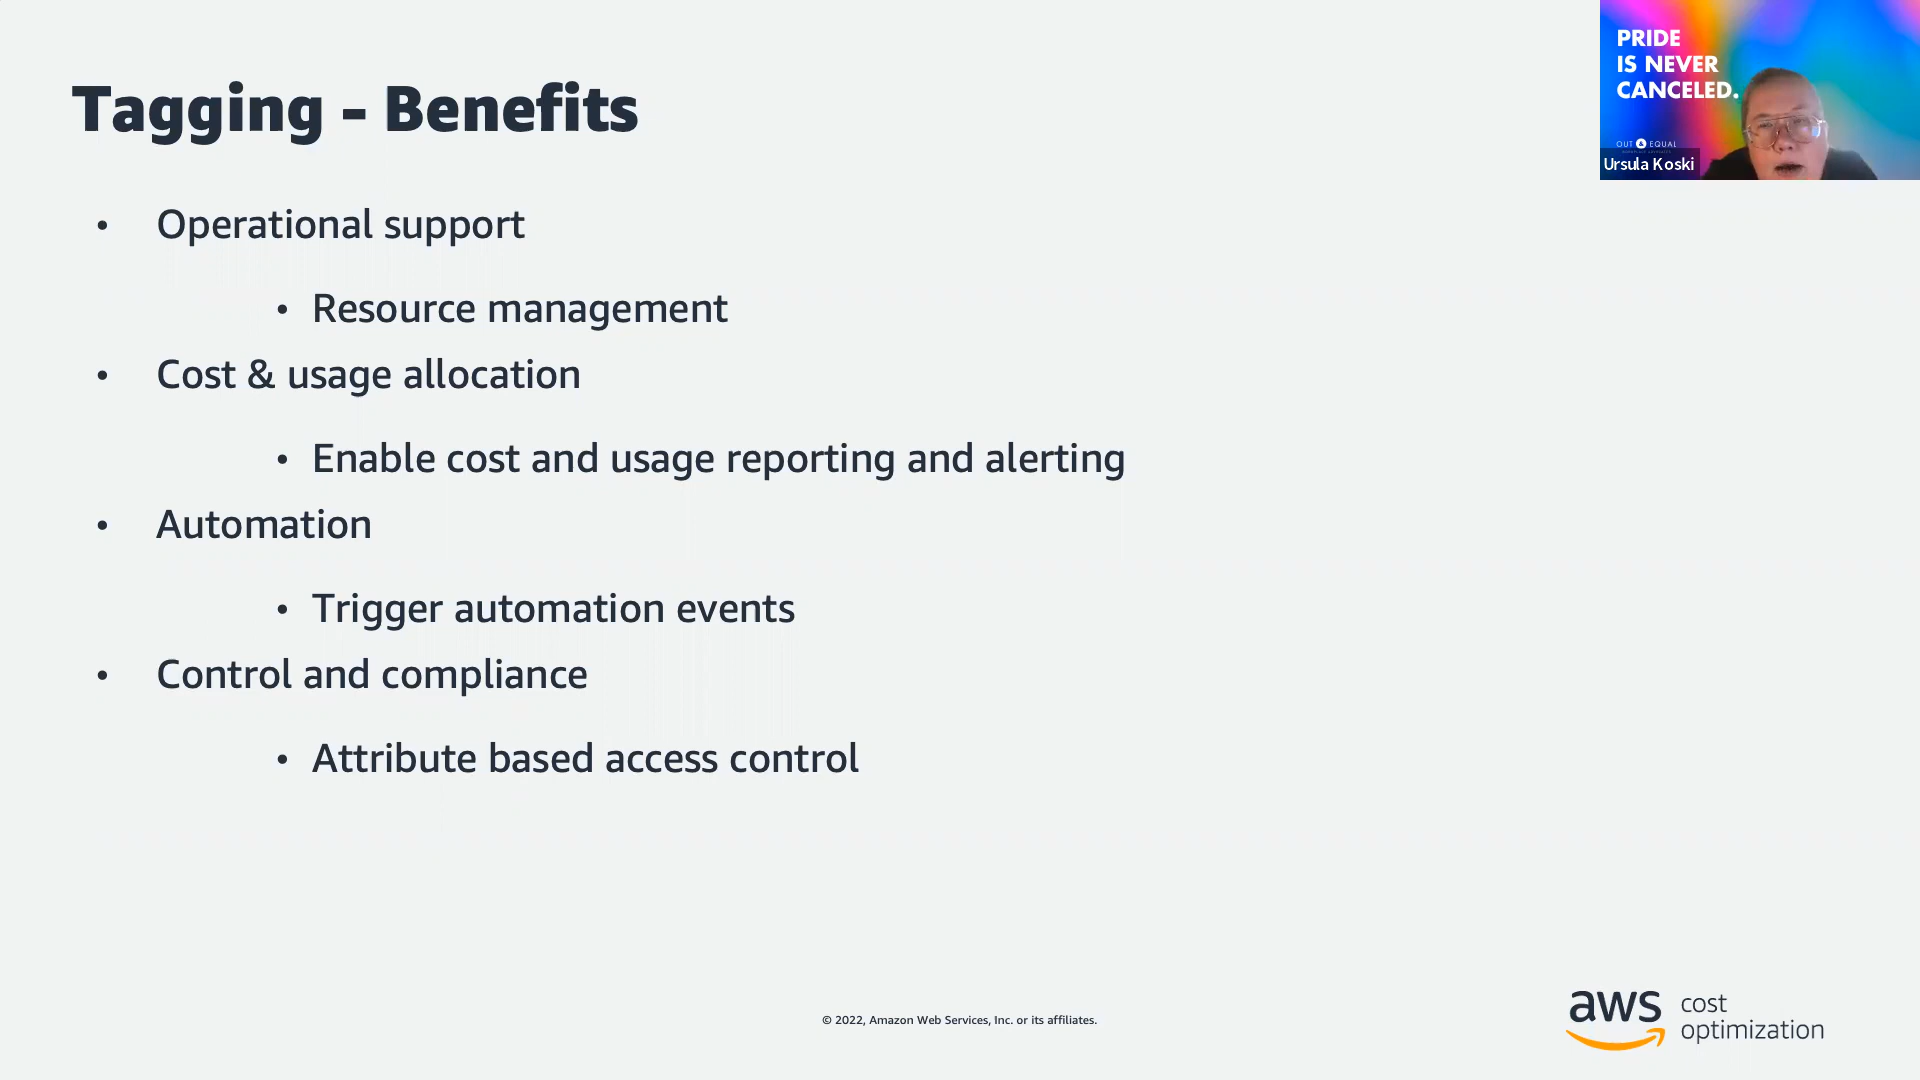 Tagging - Benefits
• Operational support
• Resource management
• Cost & usage allocation
• Enable cost and usage reporting and alerting
• Automation
• Trigger automation events
• Control and compliance
• Attribute based access control
PRIDE
IS NEVER
CANCELED.
OUT & EQUAL
Ursula Koski
© 2022, Amazon Web Services, Inc. or its affiliates.
aws cost
optimization